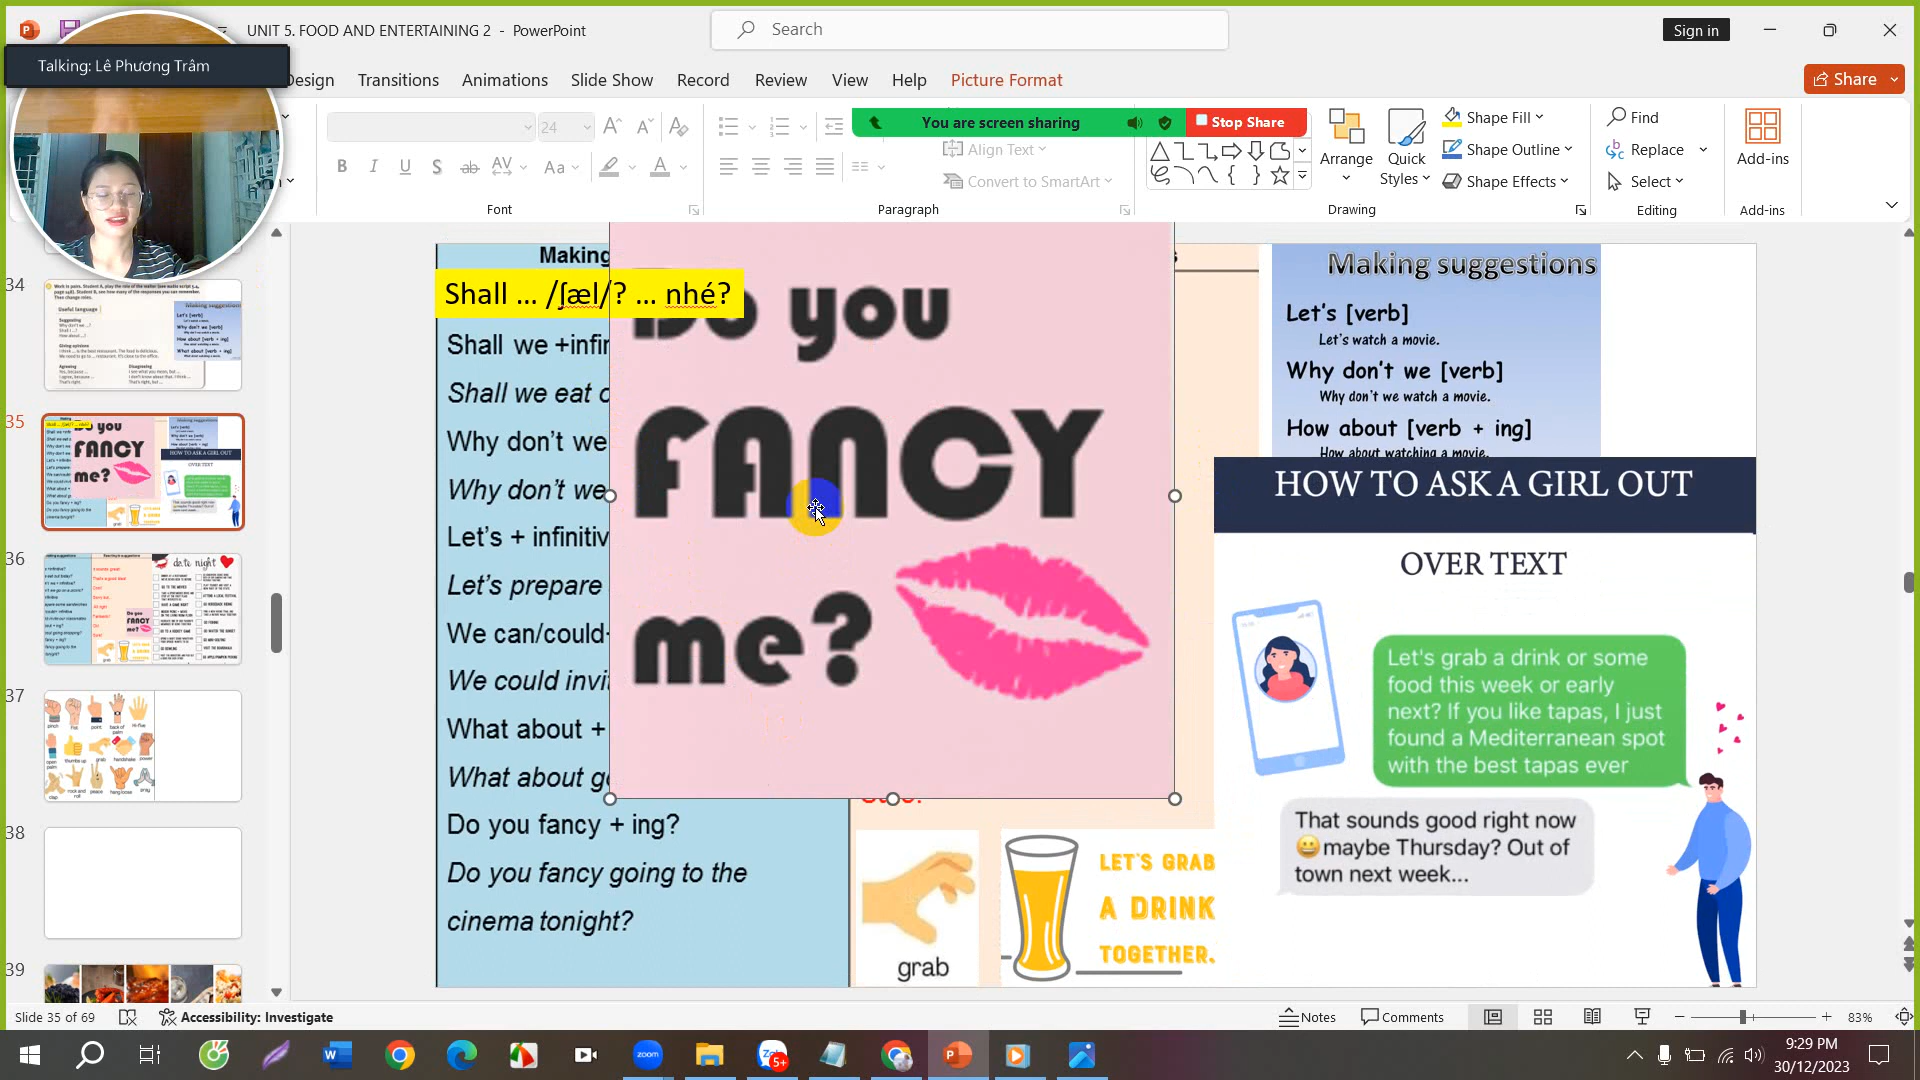 UNIT 5. FOOD AND ENTERTAINING 2 - PowerPoint
Search
Sign in
Talking: Lê Phương Trâm
Design Transitions Animations Slide Show Record Review View Help Picture Format
Share
24
You are screen sharing
Stop Share
Align Text
Convert to SmartArt
Arrange
Quick Styles
Shape Fill
Shape Outline
Shape Effects
Find
Replace
Select
Add-ins
Font
Paragraph
Drawing
Editing
Add-ins
34
35
36
37
38
39
Making
Shall ... /ʃæl/? ... nhé?
Shall we +infin
Shall we eat o
Why don't we
Why don't we
Let's + infinitiv
Let's prepare
We can/could
We could invi
What about +
What about go
Do you fancy + ing?
Do you fancy going to the
cinema tonight?
Do you
FANCY
me?
grab
LET'S GRAB
A DRINK
TOGETHER.
Making suggestions
Let's [verb]
Let's watch a movie.
Why don't we [verb]
Why don't we watch a movie.
How about [verb + ing]
How about watching a movie.
HOW TO ASK A GIRL OUT
OVER TEXT
Let's grab a drink or some
food this week or early
next? If you like tapas, I just
found a Mediterranean spot
with the best tapas ever
That sounds good right now
😀maybe Thursday? Out of
town next week...
Slide 35 of 69
Accessibility: Investigate
Notes
Comments
83%
zoom
5+
9:29 PM
30/12/2023